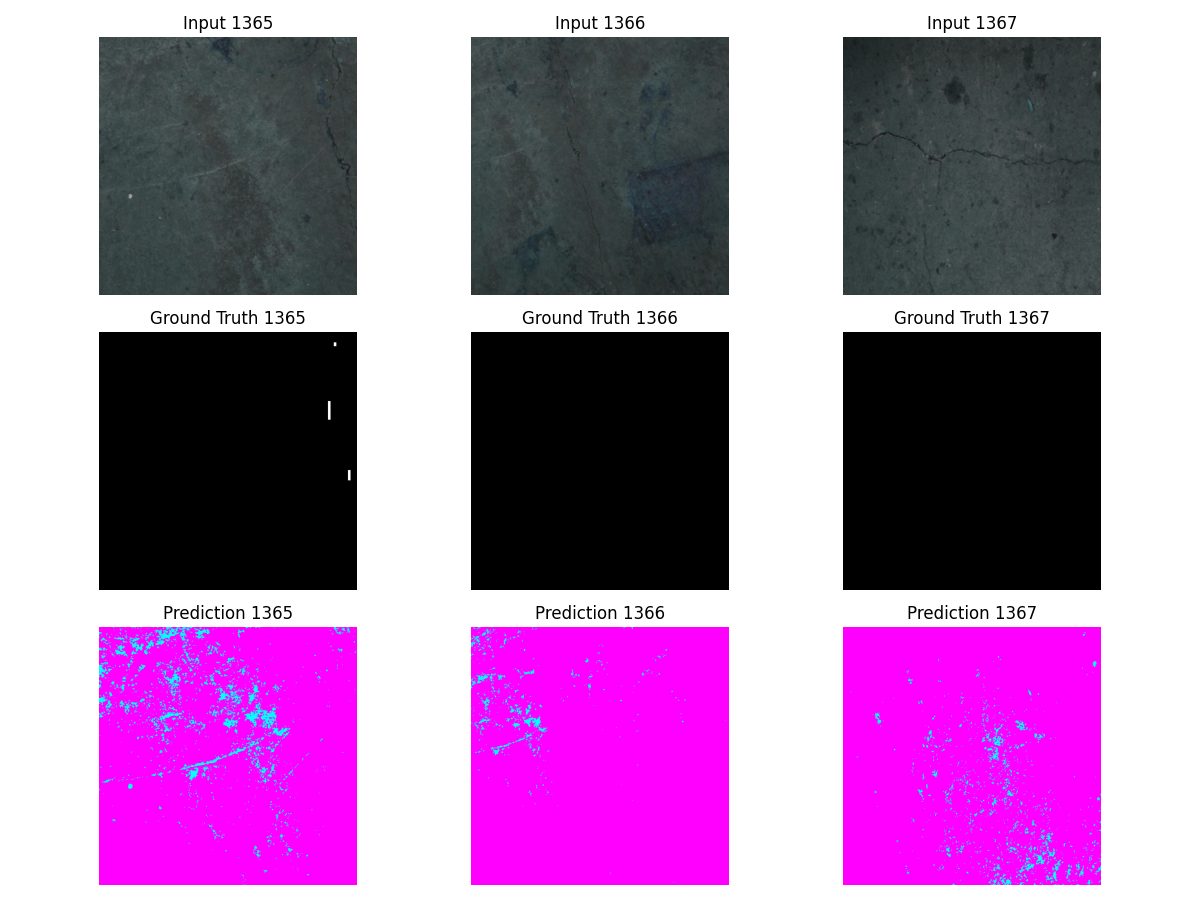 Input 1365
Input 1366
Input 1367
Ground Truth 1365
Ground Truth 1366
Ground Truth 1367
Prediction 1365
Prediction 1366
Prediction 1367